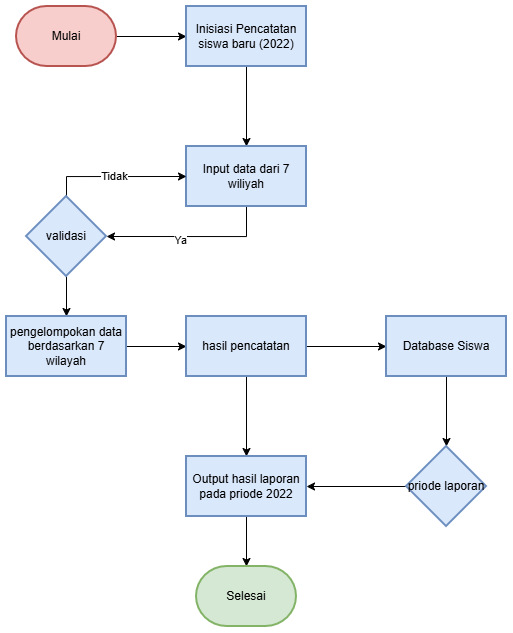 Mulai
Inisiasi Pencatatan
siswa baru (2022)
Input data dari 7
wiliyah
Tidak
validasi
Ya
pengelompokan data
berdasarkan 7
wilayah
hasil pencatatan
Database Siswa
Output hasil laporan
pada priode 2022
priode laporan
Selesai